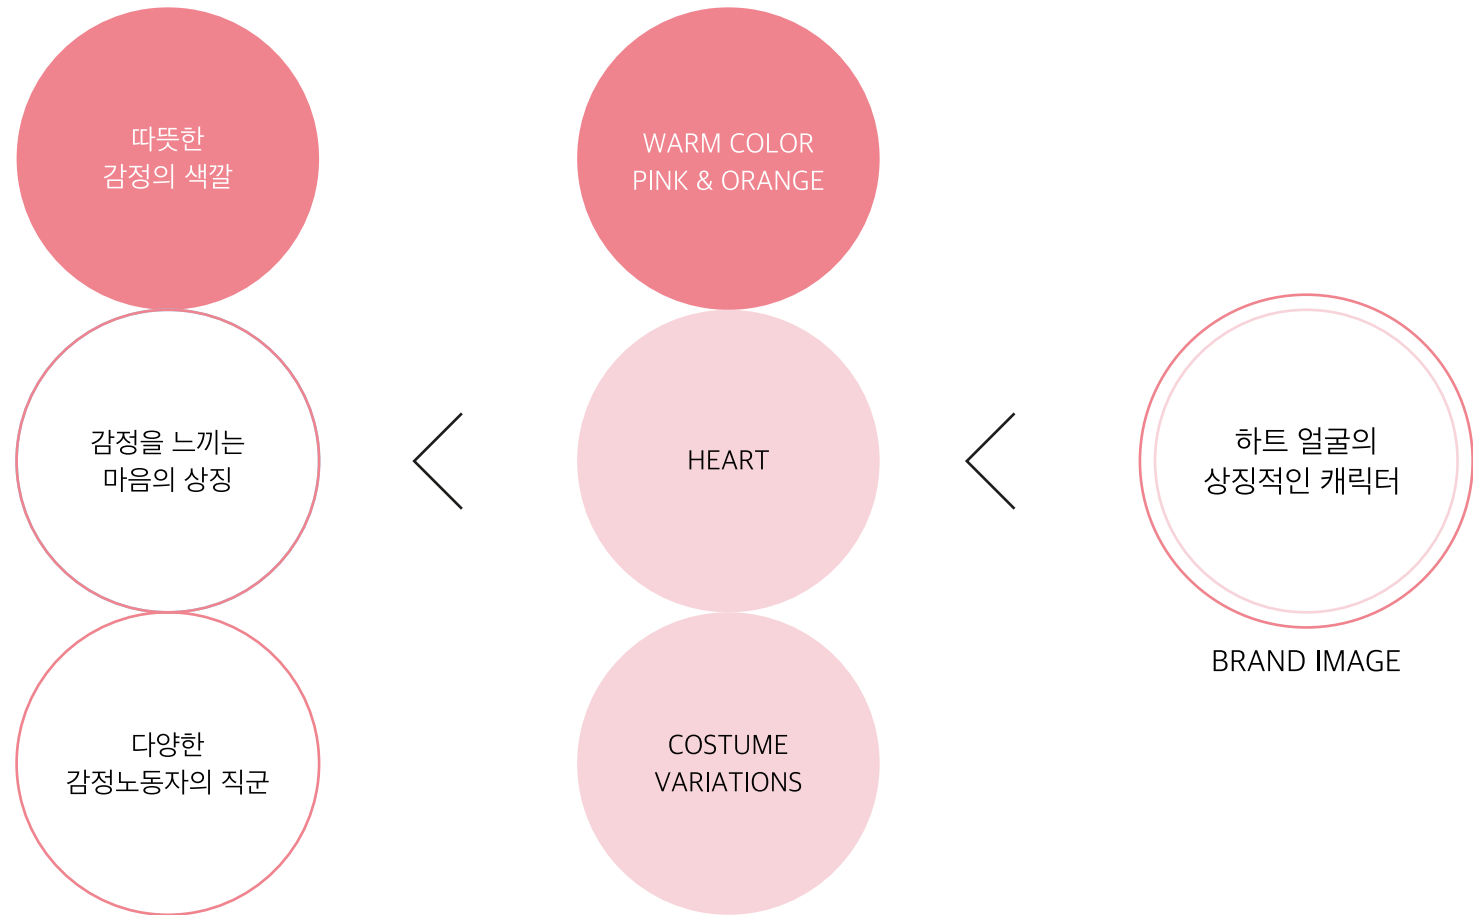 따뜻한
감정의 색깔
WARM COLOR
PINK & ORANGE
감정을 느끼는
마음의 상징
HEART
하트 얼굴의
상징적인 캐릭터
BRAND IMAGE
다양한
감정노동자의 직군
COSTUME
VARIATIONS